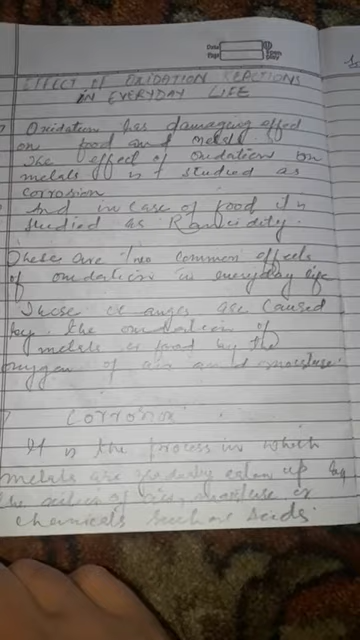 Date
Page
EFFECT OF OXIDATION REACTIONS
IN EVERYDAY LIFE
Oxidation has damaging effect
on food and metals.
The effect of oxidation on
metals is studied as
corrosion
And in case of food it is
studied as Rancidity.
These are two common effects
of oxidation in everyday life
These changes are caused
by the oxidation of
metals or food by the
oxygen of air and moisture.
Corrosion
It is the process in which
metals are gradually eaten up by
the action of air, moisture or
chemicals such as acids.